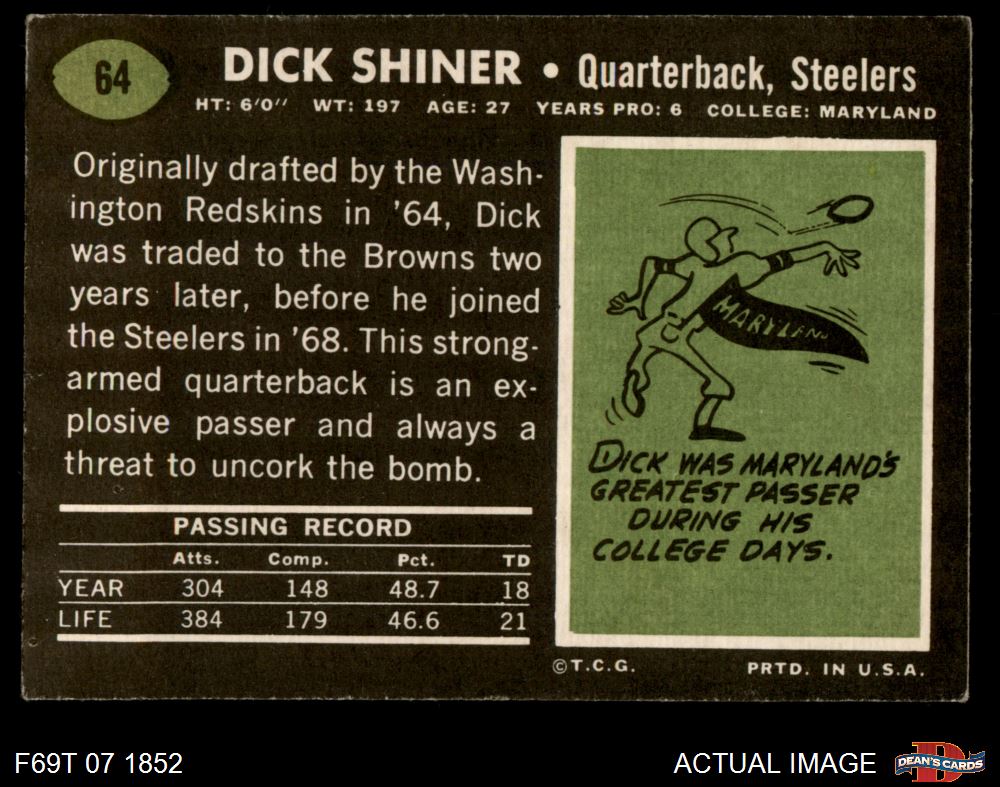 64
DICK SHINER • Quarterback, Steelers
HT: 6'0'' WT: 197 AGE: 27 YEARS PRO: 6 COLLEGE: MARYLAND
Originally drafted by the Wash-
ington Redskins in '64, Dick
was traded to the Browns two
years later, before he joined
the Steelers in '68. This strong-
armed quarterback is an ex-
plosive passer and always a
threat to uncork the bomb.
PASSING RECORD
Atts. Comp. Pct. TD
YEAR 304 148 48.7 18
LIFE 384 179 46.6 21
MARYLAND
DICK WAS MARYLAND'S
GREATEST PASSER
DURING HIS
COLLEGE DAYS.
©T.C.G. PRTD. IN U.S.A.
F69T 07 1852
ACTUAL IMAGE
D
DEAN'S CARDS